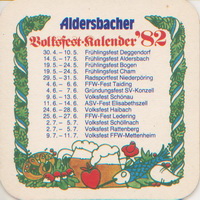 Aldersbacher
Volksfest-Kalender '82
30. 4. - 10. 5. Frühlingsfest Deggendorf
14. 5. - 17. 5. Frühlingsfest Aldersbach
19. 5. - 24. 5. Frühlingsfest Bogen
19. 5. - 24. 5. Frühlingsfest Cham
29. 5. - 31. 5. Radsportfest Niederpöring
4. 6. - 6. 6. FFW-Fest Taiding
4. 6. - 7. 6. Gründungsfest SV-Konzell
9. 6. - 13. 6. Volksfest Schönau
11. 6. - 14. 6. ASV-Fest Elisabethszell
24. 6. - 28. 6. Volksfest Haibach
25. 6. - 27. 6. FFW-Fest Ledering
2. 7. - 5. 7. Volksfest Schöllnach
2. 7. - 5. 7. Volksfest Rattenberg
9. 7. - 11. 7. FFW-Fest Mettenheim